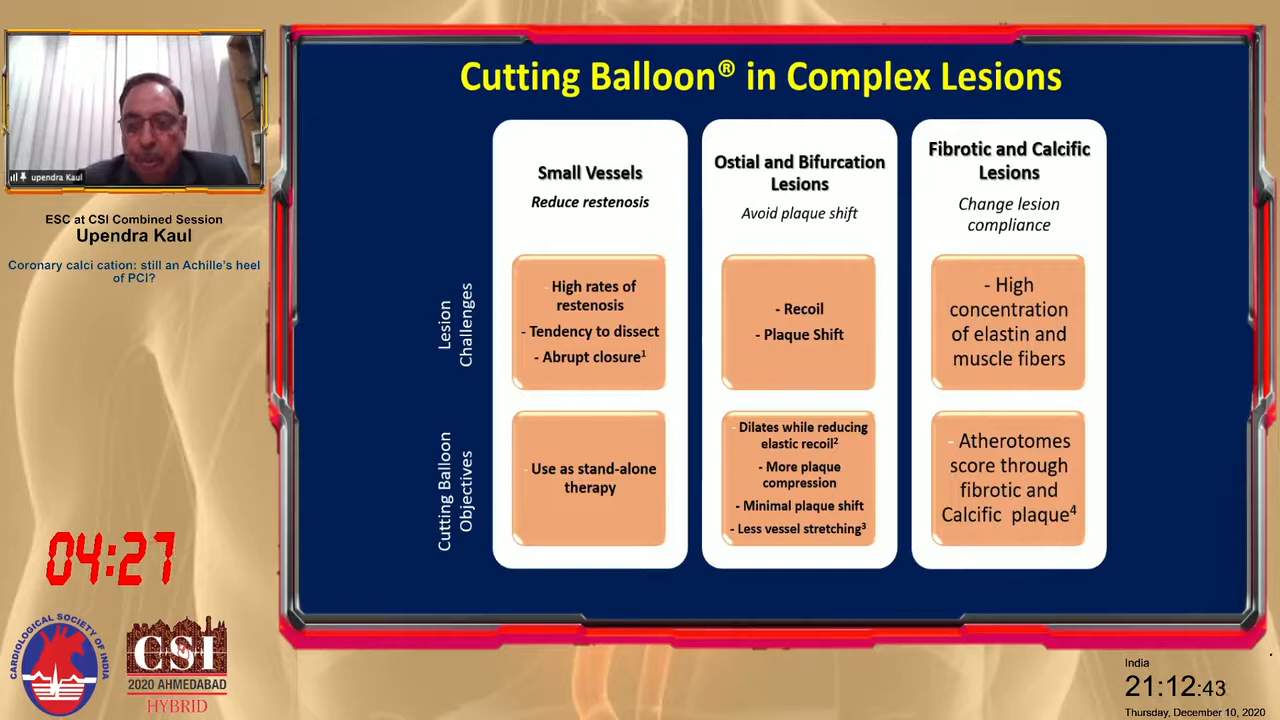 Cutting Balloon® in Complex Lesions
upendra Kaul
ESC at CSI Combined Session
Upendra Kaul
Coronary calci cation: still an Achille's heel
of PCI?
Small Vessels
Reduce restenosis
Ostial and Bifurcation
Lesions
Avoid plaque shift
Fibrotic and Calcific
Lesions
Change lesion
compliance
Lesion
Challenges
- High rates of
restenosis
- Tendency to dissect
- Abrupt closure¹
- Recoil
- Plaque Shift
- High
concentration
of elastin and
muscle fibers
Cutting Balloon
Objectives
- Use as stand-alone
therapy
- Dilates while reducing
elastic recoil²
- More plaque
compression
- Minimal plaque shift
- Less vessel stretching³
- Atherotomes
score through
fibrotic and
Calcific plaque⁴
04:27
CARDIOLOGICAL SOCIETY OF INDIA
CSI
2020 AHMEDABAD
HYBRID
India
21:12:43
Thursday, December 10, 2020